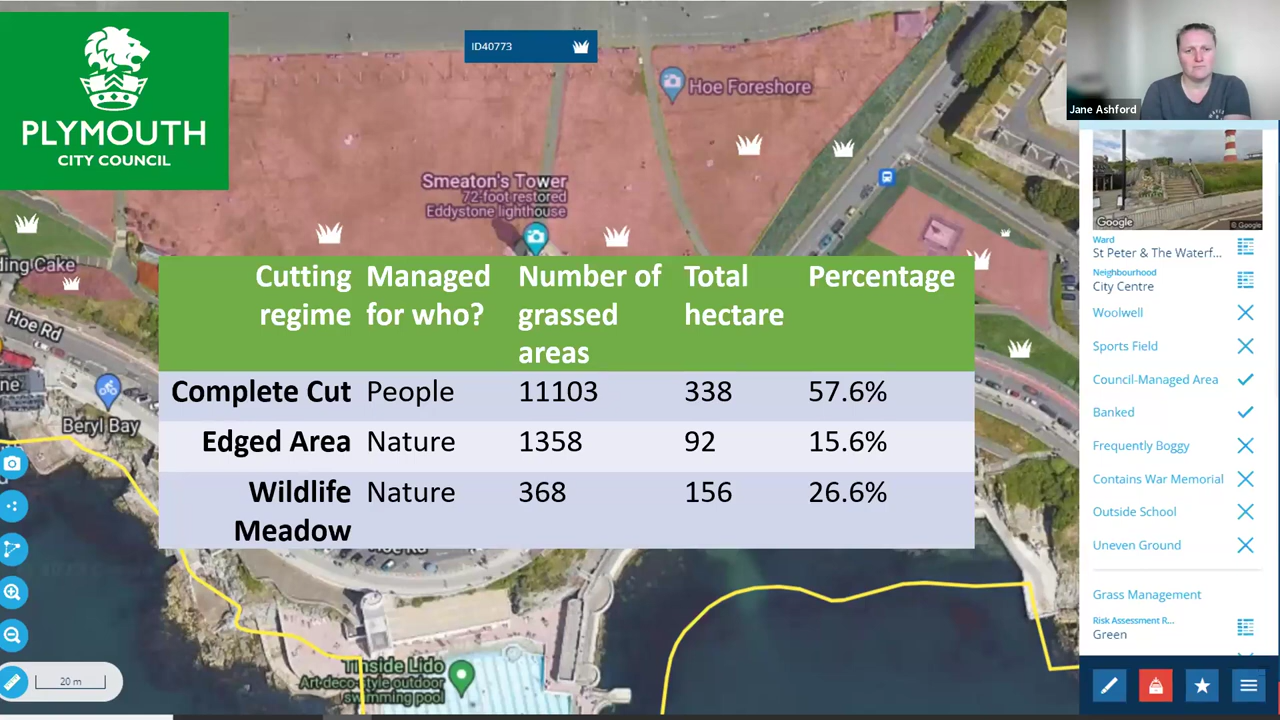 PLYMOUTH
CITY COUNCIL
ID40773
Hoe Foreshore
Smeaton's Tower
72-foot restored
Eddystone lighthouse
ding Cake
Hoe Rd
ne
Beryl Bay
Cutting regime
Managed for who?
Number of grassed areas
Total hectare
Percentage
Complete Cut People 11103 338 57.6%
Edged Area Nature 1358 92 15.6%
Wildlife Meadow Nature 368 156 26.6%
Hoe Rd
Tinside Lido
Art-deco-style outdoor
swimming pool
20 m
Jane Ashford
Google
© Google
Ward
St Peter & The Waterf...
Neighbourhood
City Centre
Woolwell
Sports Field
Council-Managed Area
Banked
Frequently Boggy
Contains War Memorial
Outside School
Uneven Ground
Grass Management
Risk Assessment R...
Green